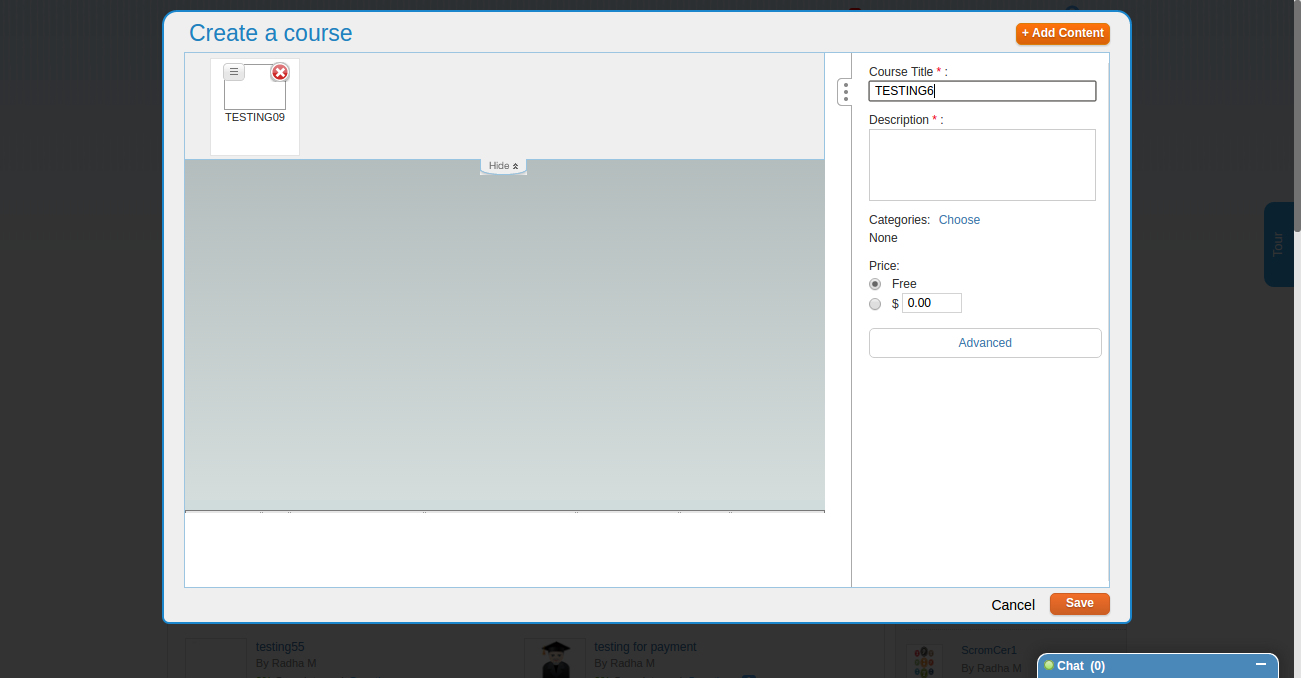 Create a course
+ Add Content
TESTING09
Hide
Course Title * :
TESTING6
Description * :
Categories: Choose
None
Price:
Free
$ 0.00
Advanced
Tour
Cancel
Save
testing55
By Radha M
testing for payment
By Radha M
ScromCer1
By Radha M
Chat (0)